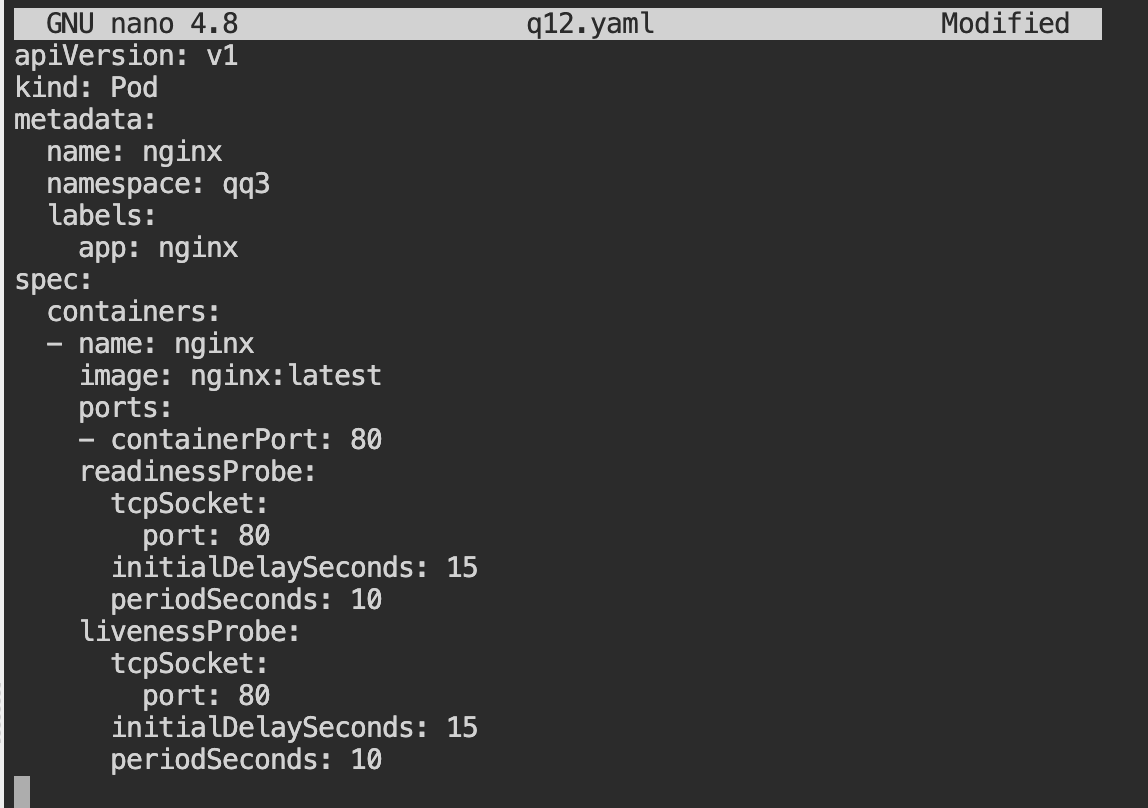 GNU nano 4.8 q12.yaml Modified
apiVersion: v1
kind: Pod
metadata:
  name: nginx
  namespace: qq3
  labels:
    app: nginx
spec:
  containers:
  - name: nginx
    image: nginx:latest
    ports:
    - containerPort: 80
    readinessProbe:
      tcpSocket:
        port: 80
      initialDelaySeconds: 15
      periodSeconds: 10
    livenessProbe:
      tcpSocket:
        port: 80
      initialDelaySeconds: 15
      periodSeconds: 10